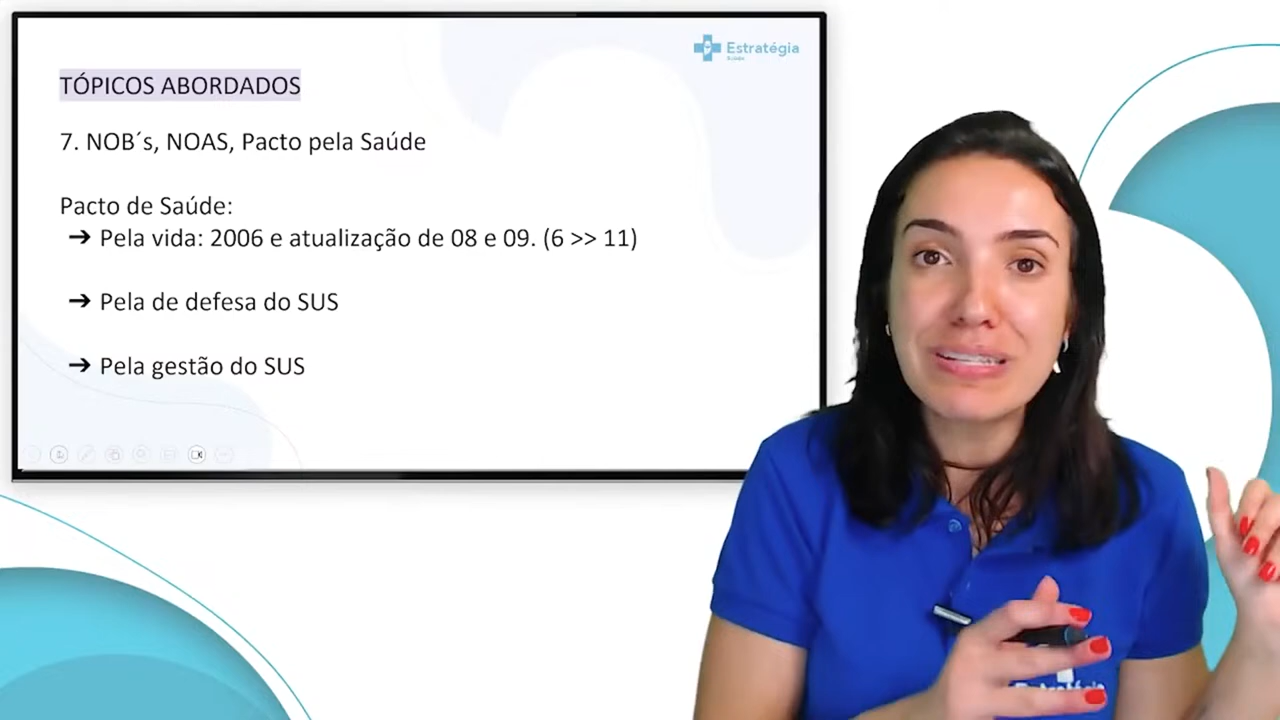 Estratégia
TÓPICOS ABORDADOS
7. NOB´s, NOAS, Pacto pela Saúde
Pacto de Saúde:
➔ Pela vida: 2006 e atualização de 08 e 09. (6 >> 11)
➔ Pela de defesa do SUS
➔ Pela gestão do SUS